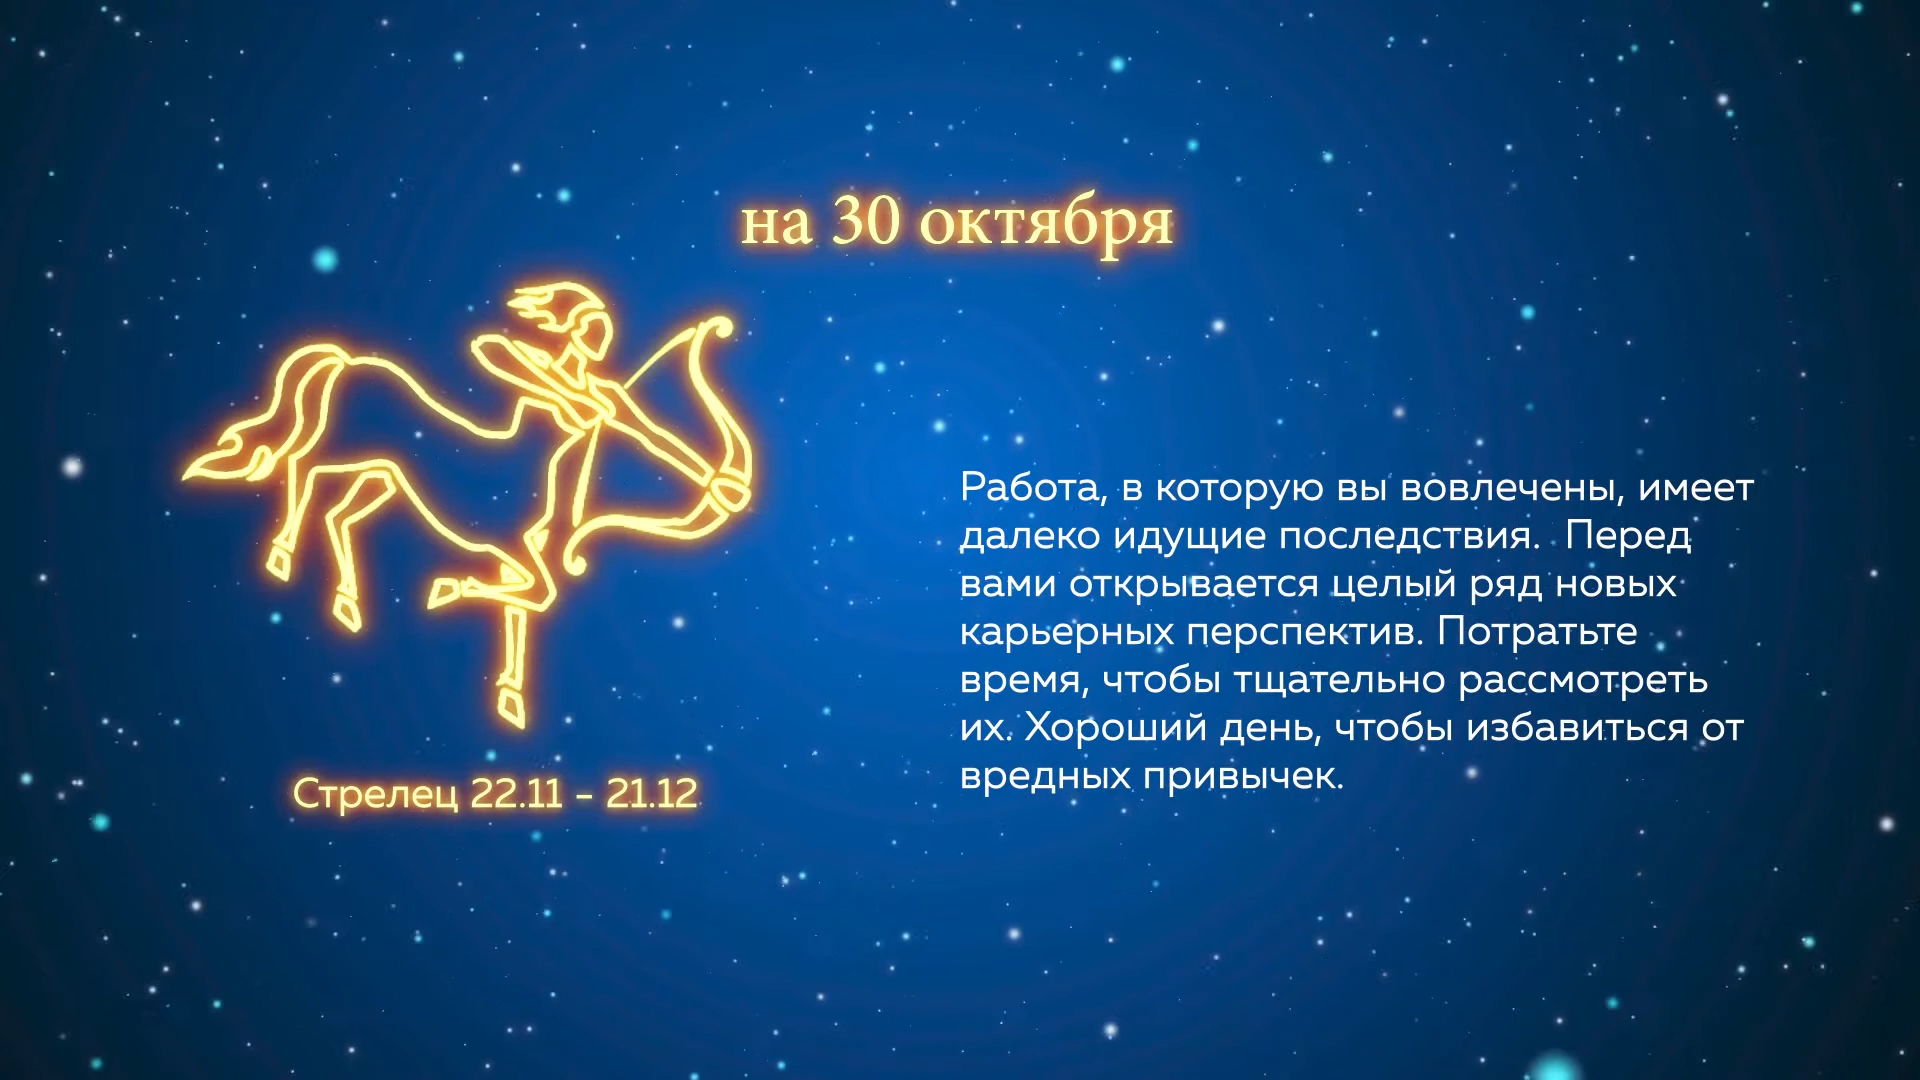 на 30 октября
Работа, в которую вы вовлечены, имеет
далеко идущие последствия.  Перед
вами открывается целый ряд новых
карьерных перспектив. Потратьте
время, чтобы тщательно рассмотреть
их. Хороший день, чтобы избавиться от
вредных привычек.
Стрелец 22.11 - 21.12